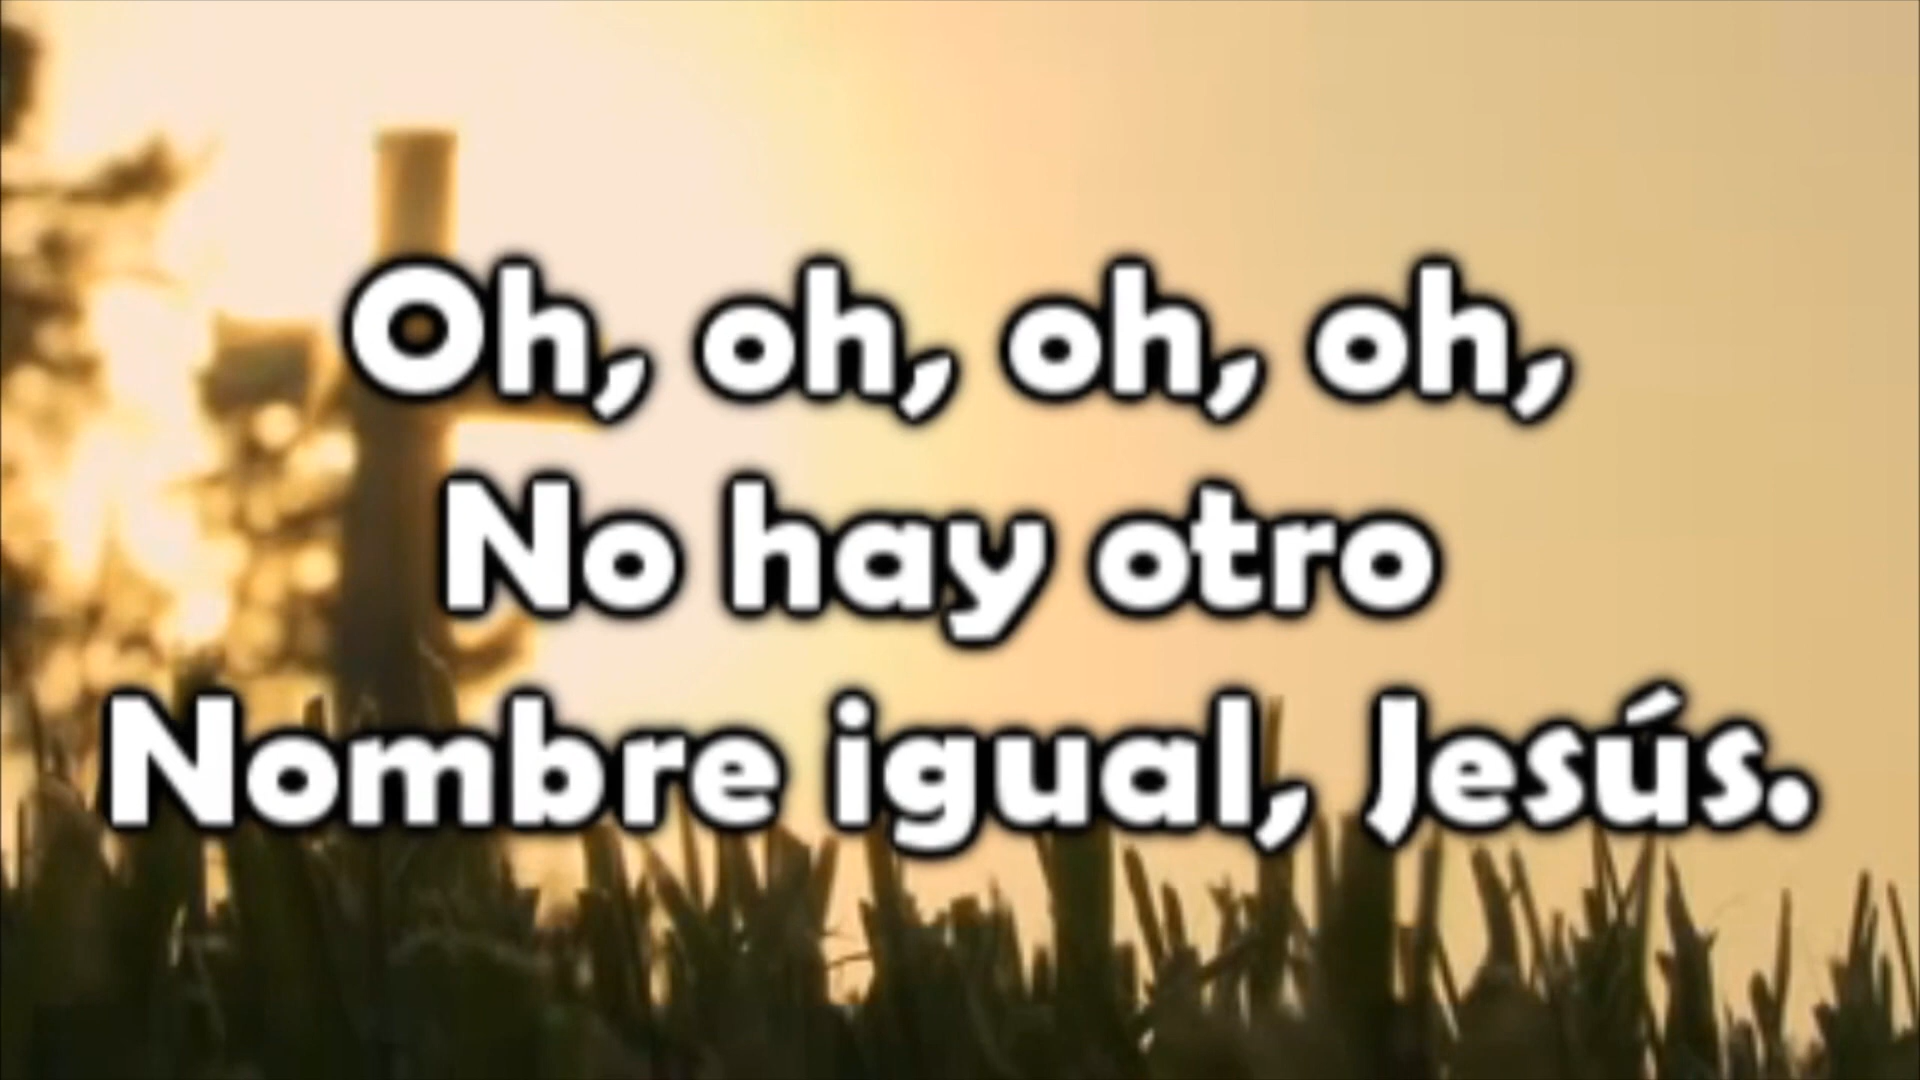 Oh, oh, oh, oh,
No hay otro
Nombre igual, Jesús.